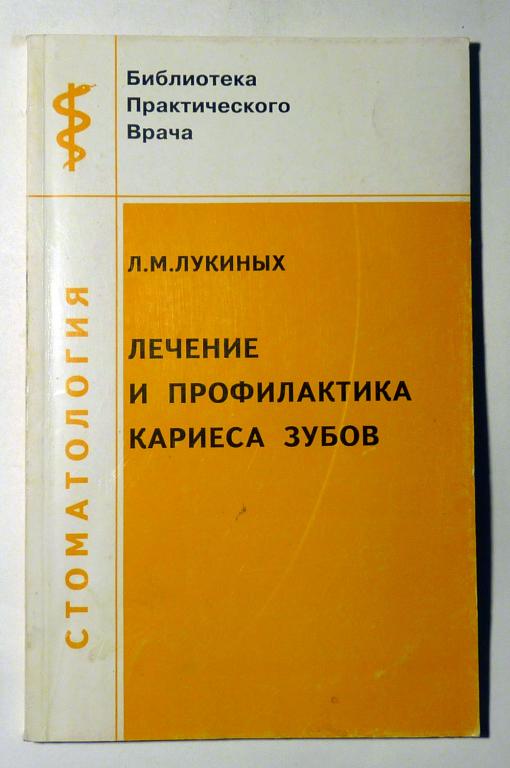 Библиотека
Практического
Врача
Л.М.ЛУКИНЫХ
ЛЕЧЕНИЕ
И ПРОФИЛАКТИКА
КАРИЕСА ЗУБОВ
СТОМАТОЛОГИЯ